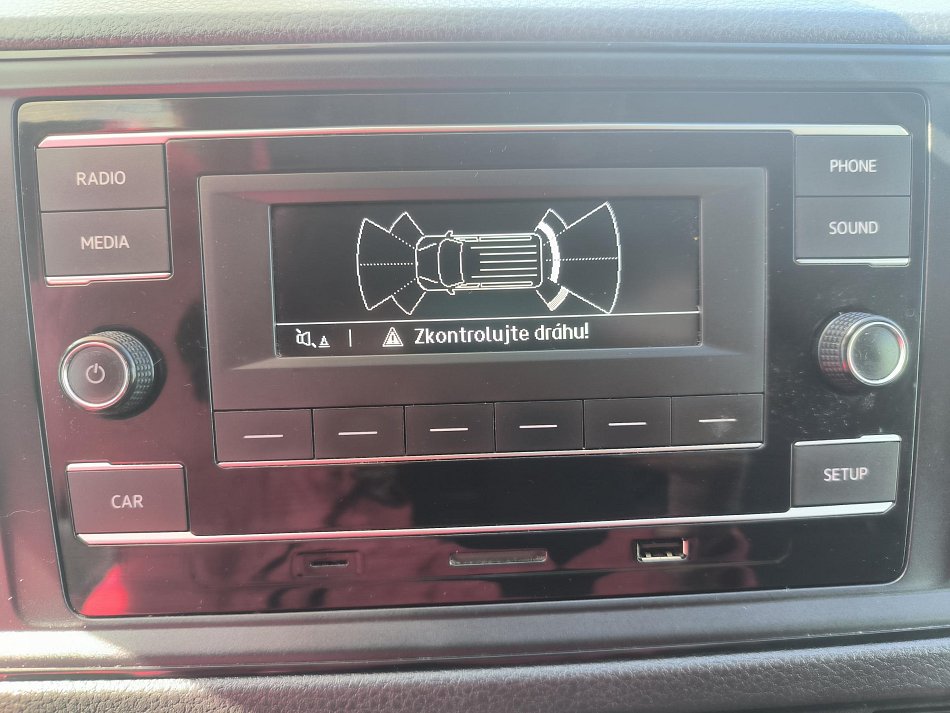 RADIO
PHONE
MEDIA
SOUND
Zkontrolujte dráhu!
CAR
SETUP